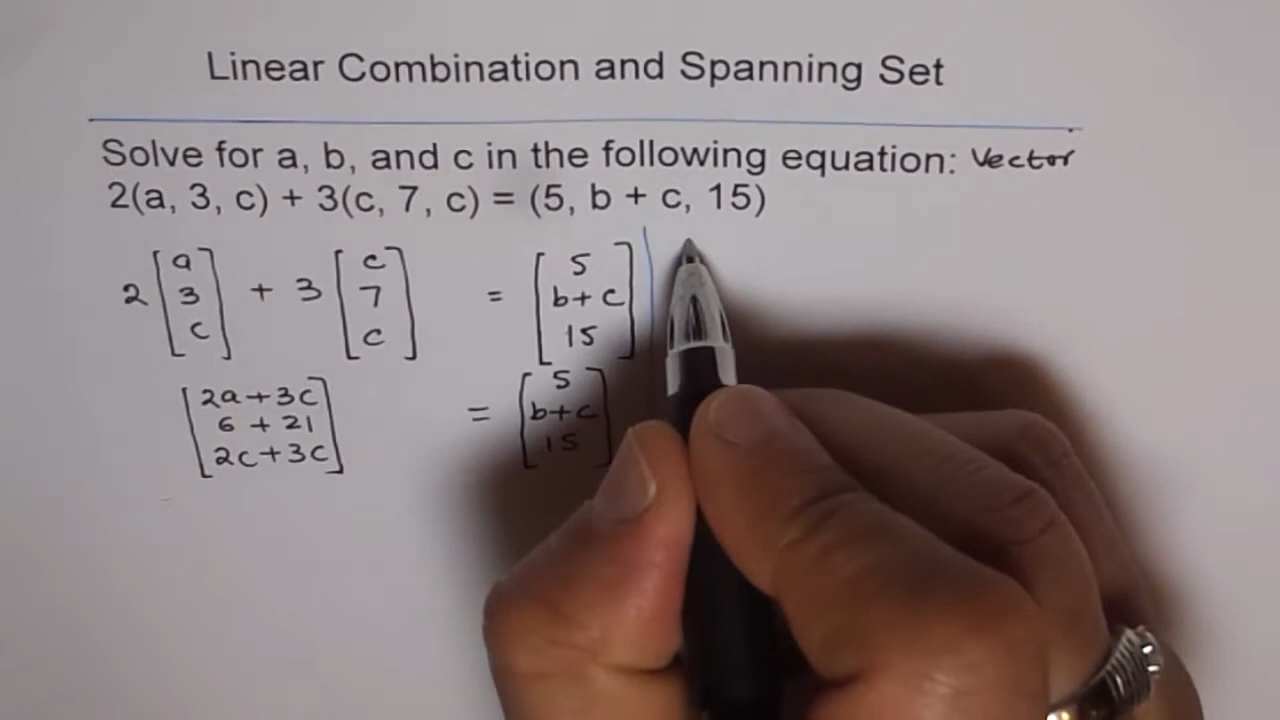 Linear Combination and Spanning Set
Solve for a, b, and c in the following equation: Vector
2(a, 3, c) + 3(c, 7, c) = (5, b + c, 15)
a c 5
2 3 + 3 7 = b+c
c c 15
2a+3c 5
6+21 = b+c
2c+3c 15